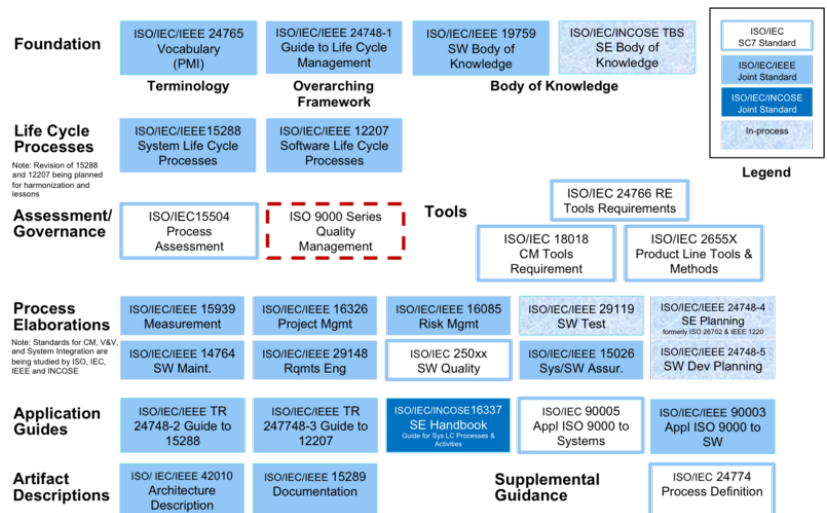 Foundation
ISO/IEC/IEEE 24765
Vocabulary
(PMI)
Terminology
ISO/IEC/IEEE 24748-1
Guide to Life Cycle
Management
Overarching
Framework
ISO/IEC/IEEE 19759
SW Body of
Knowledge
ISO/IEC/INCOSE TBS
SE Body of
Knowledge
Body of Knowledge
ISO/IEC
SC7 Standard
ISO/IEC/IEEE
Joint Standard
ISO/IEC/INCOSE
Joint Standard
In-process
Legend
Life Cycle
Processes
Note: Revision of 15288
and 12207 being planned
for harmonization and
lessons
ISO/IEC/IEEE15288
System Life Cycle
Processes
ISO/IEC/IEEE 12207
Software Life Cycle
Processes
Assessment/
Governance
ISO/IEC15504
Process
Assessment
ISO 9000 Series
Quality
Management
Tools
ISO/IEC 24766 RE
Tools Requirements
ISO/IEC 18018
CM Tools
Requirement
ISO/IEC 2655X
Product Line Tools &
Methods
Process
Elaborations
Note: Standards for CM, V&V,
and System Integration are
being studied by ISO, IEC,
IEEE and INCOSE
ISO/IEC/IEEE 15939
Measurement
ISO/IEC/IEEE 16326
Project Mgmt
ISO/IEC/IEEE 16085
Risk Mgmt
ISO/IEC/IEEE 29119
SW Test
ISO/IEC/IEEE 24748-4
SE Planning
formerly ISO 26702 & IEEE 1220
ISO/IEC/IEEE 14764
SW Maint.
ISO/IEC/IEEE 29148
Rqmts Eng
ISO/IEC 250xx
SW Quality
ISO/IEC/IEEE 15026
Sys/SW Assur.
ISO/IEC/IEEE 24748-5
SW Dev Planning
Application
Guides
ISO/IEC/IEEE TR
24748-2 Guide to
15288
ISO/IEC/IEEE TR
247748-3 Guide to
12207
ISO/IEC/INCOSE16337
SE Handbook
Guide for Sys LC Processes &
Activities
ISO/IEC 90005
Appl ISO 9000 to
Systems
ISO/IEC/IEEE 90003
Appl ISO 9000 to
SW
Artifact
Descriptions
ISO/ IEC/IEEE 42010
Architecture
Description
ISO/IEC/IEEE 15289
Documentation
Supplemental
Guidance
ISO/IEC 24774
Process Definition